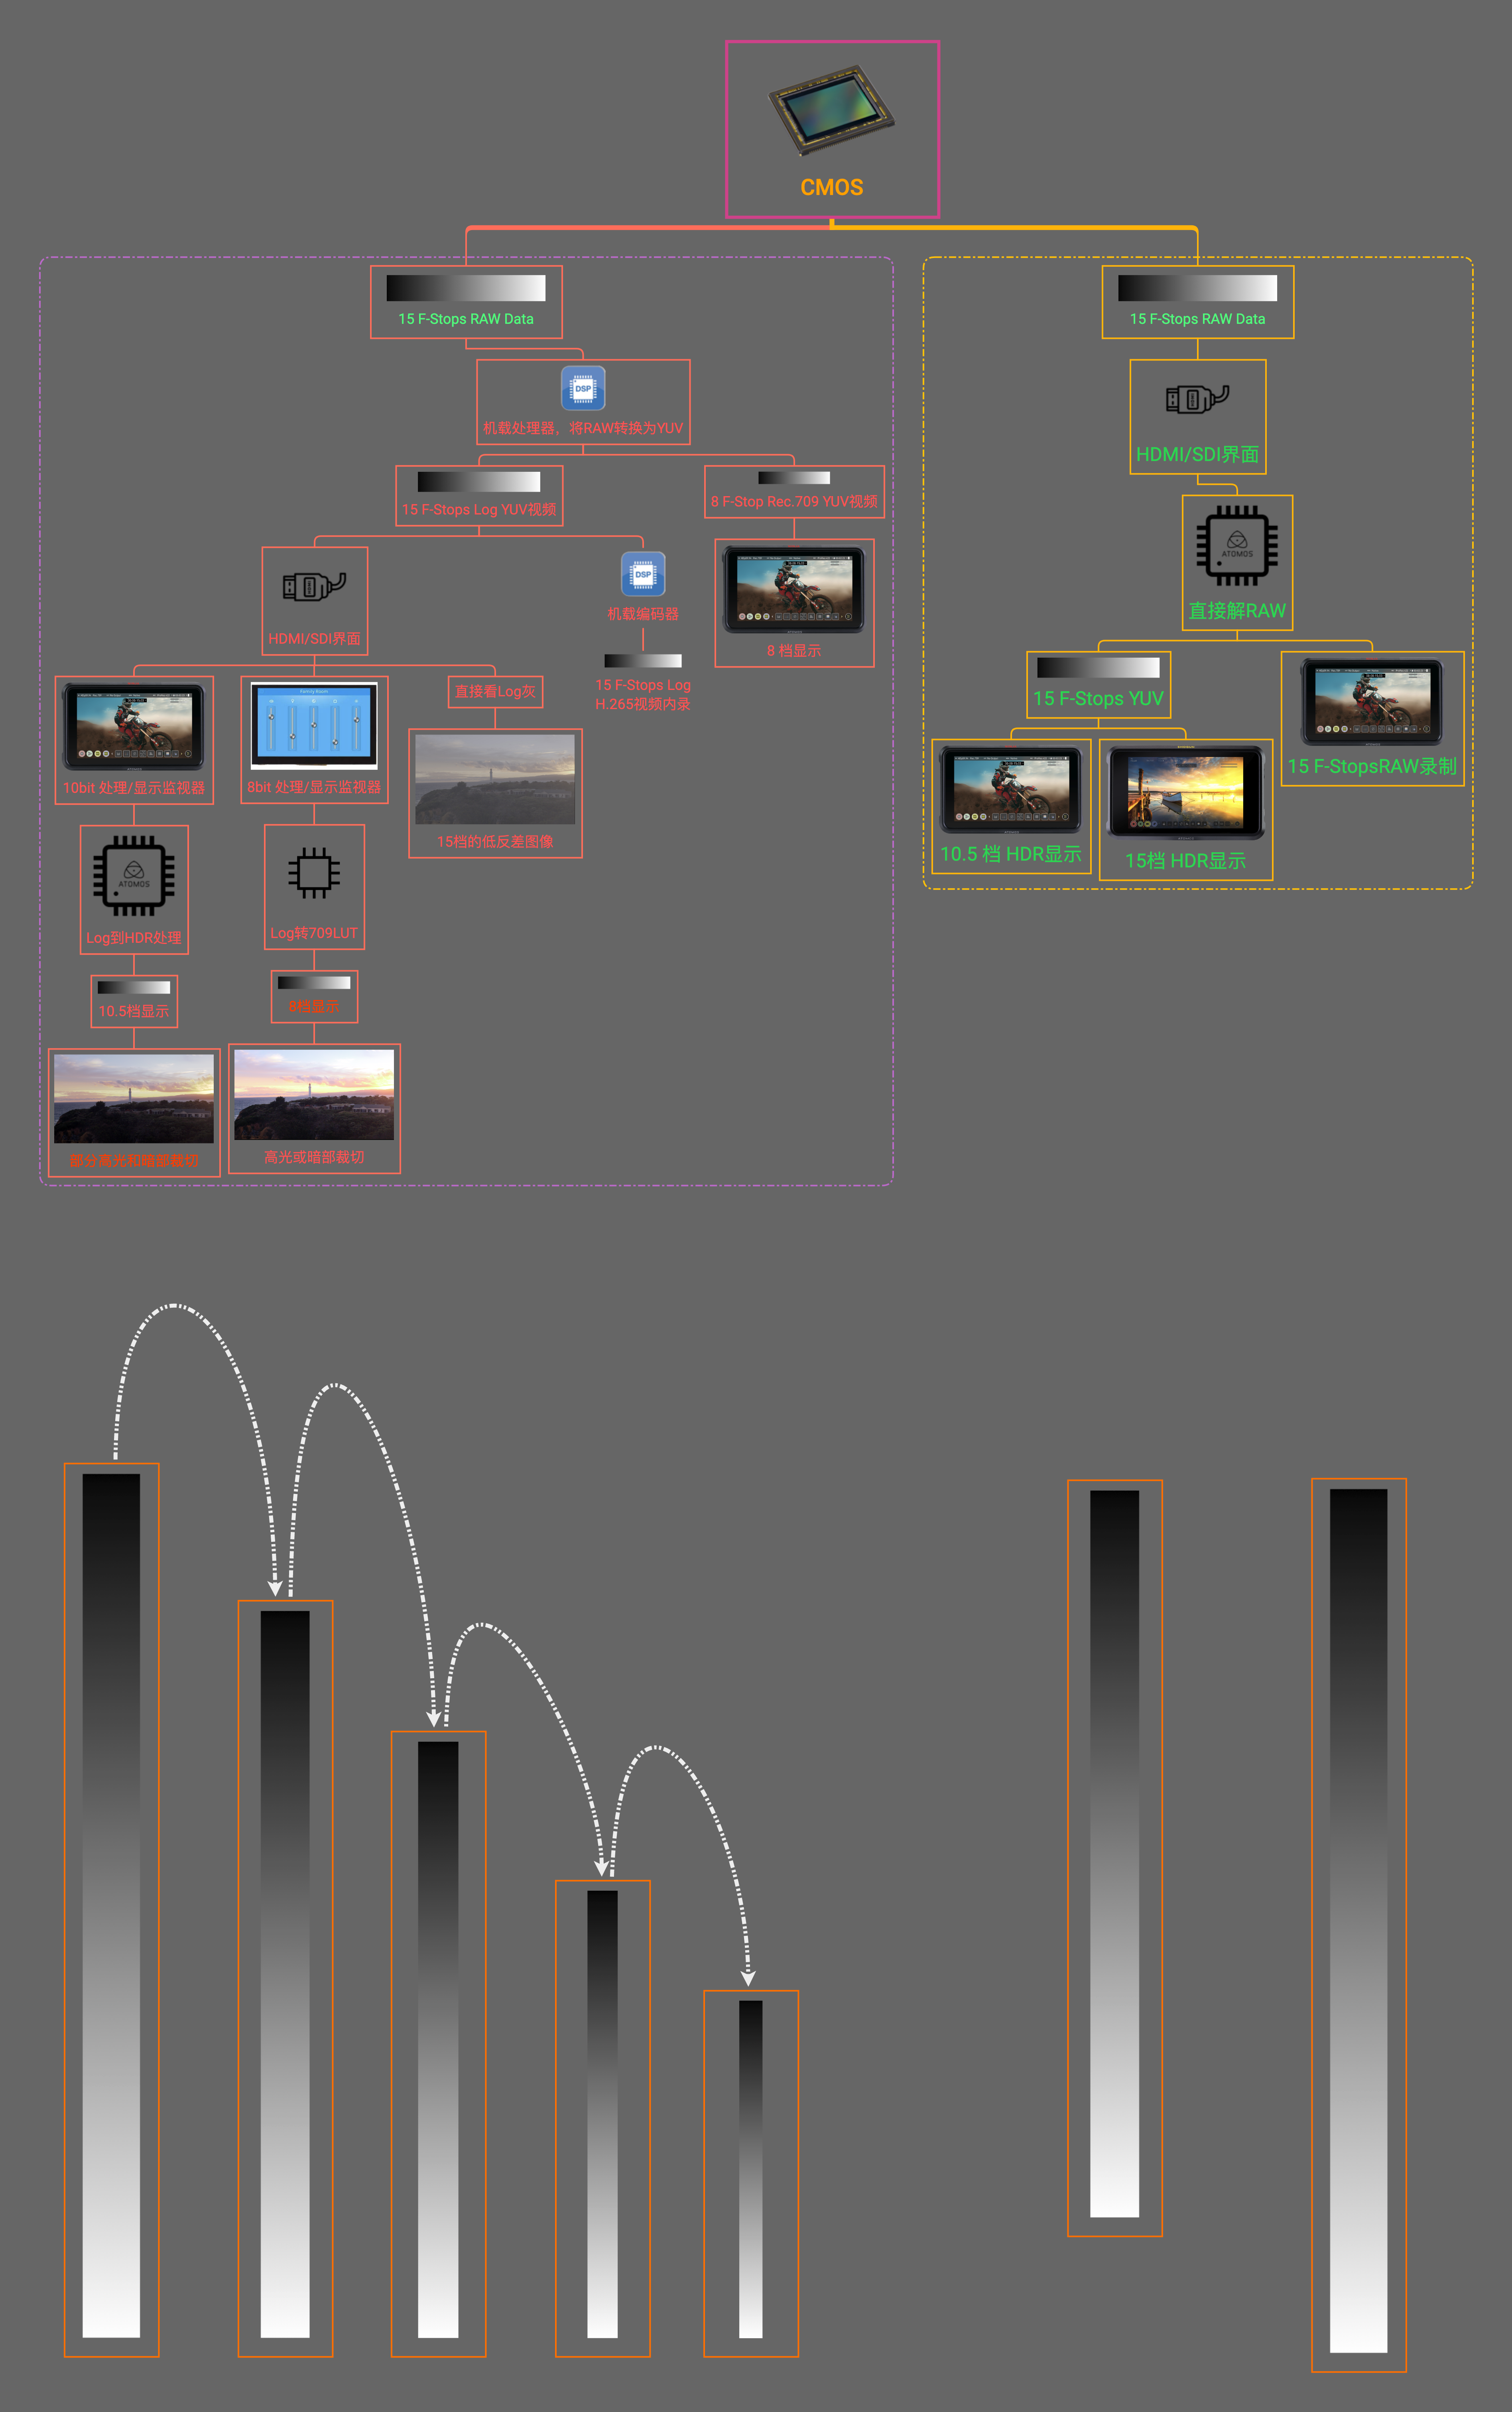 CMOS
15 F-Stops RAW Data
15 F-Stops RAW Data
DSP
机载处理器，将RAW转换为YUV
HDMI/SDI界面
15 F-Stops Log YUV视频
8 F-Stop Rec.709 YUV视频
ATOMOS
直接解RAW
HDMI/SDI界面
DSP
机载编码器
8 档显示
15 F-Stops Log
H.265视频内录
直接看Log灰
15 F-Stops YUV
15 F-StopsRAW录制
10bit 处理/显示监视器
8bit 处理/显示监视器
15档的低反差图像
10.5 档 HDR显示
15档 HDR显示
ATOMOS
Log到HDR处理
Log转709LUT
10.5档显示
8档显示
部分高光和暗部裁切
高光或暗部裁切